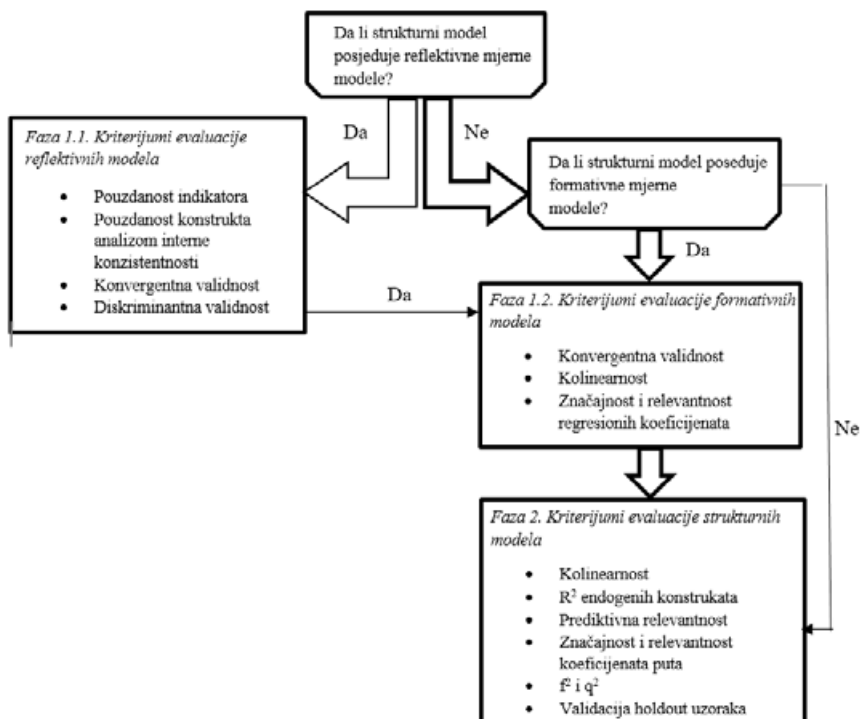 Da li strukturni model
posjeduje reflektivne mjerne
modele?
Da
Ne
Faza 1.1. Kriterijumi evaluacije
reflektivnih modela
• Pouzdanost indikatora
• Pouzdanost konstrukta
analizom interne
konzistentnosti
• Konvergentna validnost
• Diskriminantna validnost
Da li strukturni model poseduje
formativne mjerne
modele?
Da
Da
Faza 1.2. Kriterijumi evaluacije formativnih
modela
• Konvergentna validnost
• Kolinearnost
• Značajnost i relevantnost
regresionih koeficijenata
Ne
Faza 2. Kriterijumi evaluacije strukturnih
modela
• Kolinearnost
• R² endogenih konstrukata
• Prediktivna relevantnost
• Značajnost i relevantnost
koeficijenata puta
• f² i q²
• Validacija holdout uzoraka